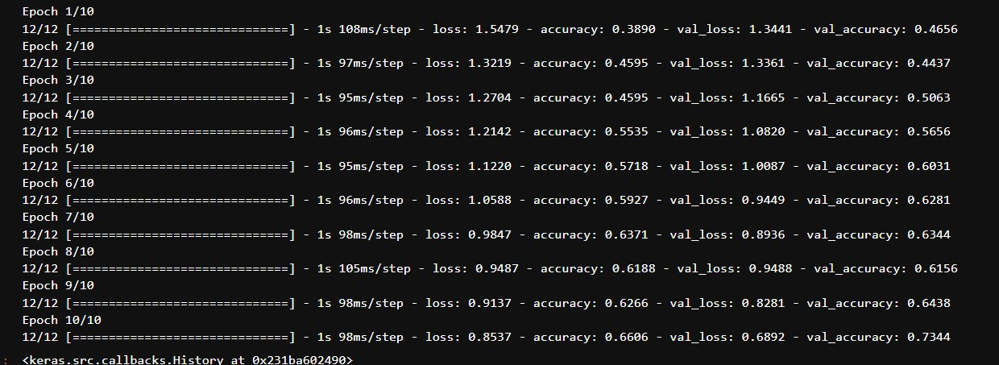 Epoch 1/10
12/12 [==============================] - 1s 108ms/step - loss: 1.5479 - accuracy: 0.3890 - val_loss: 1.3441 - val_accuracy: 0.4656
Epoch 2/10
12/12 [==============================] - 1s 97ms/step - loss: 1.3219 - accuracy: 0.4595 - val_loss: 1.3361 - val_accuracy: 0.4437
Epoch 3/10
12/12 [==============================] - 1s 95ms/step - loss: 1.2704 - accuracy: 0.4595 - val_loss: 1.1665 - val_accuracy: 0.5063
Epoch 4/10
12/12 [==============================] - 1s 96ms/step - loss: 1.2142 - accuracy: 0.5535 - val_loss: 1.0820 - val_accuracy: 0.5656
Epoch 5/10
12/12 [==============================] - 1s 95ms/step - loss: 1.1220 - accuracy: 0.5718 - val_loss: 1.0087 - val_accuracy: 0.6031
Epoch 6/10
12/12 [==============================] - 1s 96ms/step - loss: 1.0588 - accuracy: 0.5927 - val_loss: 0.9449 - val_accuracy: 0.6281
Epoch 7/10
12/12 [==============================] - 1s 98ms/step - loss: 0.9847 - accuracy: 0.6371 - val_loss: 0.8936 - val_accuracy: 0.6344
Epoch 8/10
12/12 [==============================] - 1s 105ms/step - loss: 0.9487 - accuracy: 0.6188 - val_loss: 0.9488 - val_accuracy: 0.6156
Epoch 9/10
12/12 [==============================] - 1s 98ms/step - loss: 0.9137 - accuracy: 0.6266 - val_loss: 0.8281 - val_accuracy: 0.6438
Epoch 10/10
12/12 [==============================] - 1s 98ms/step - loss: 0.8537 - accuracy: 0.6606 - val_loss: 0.6892 - val_accuracy: 0.7344
: <keras.src.callbacks.History at 0x231ba602490>